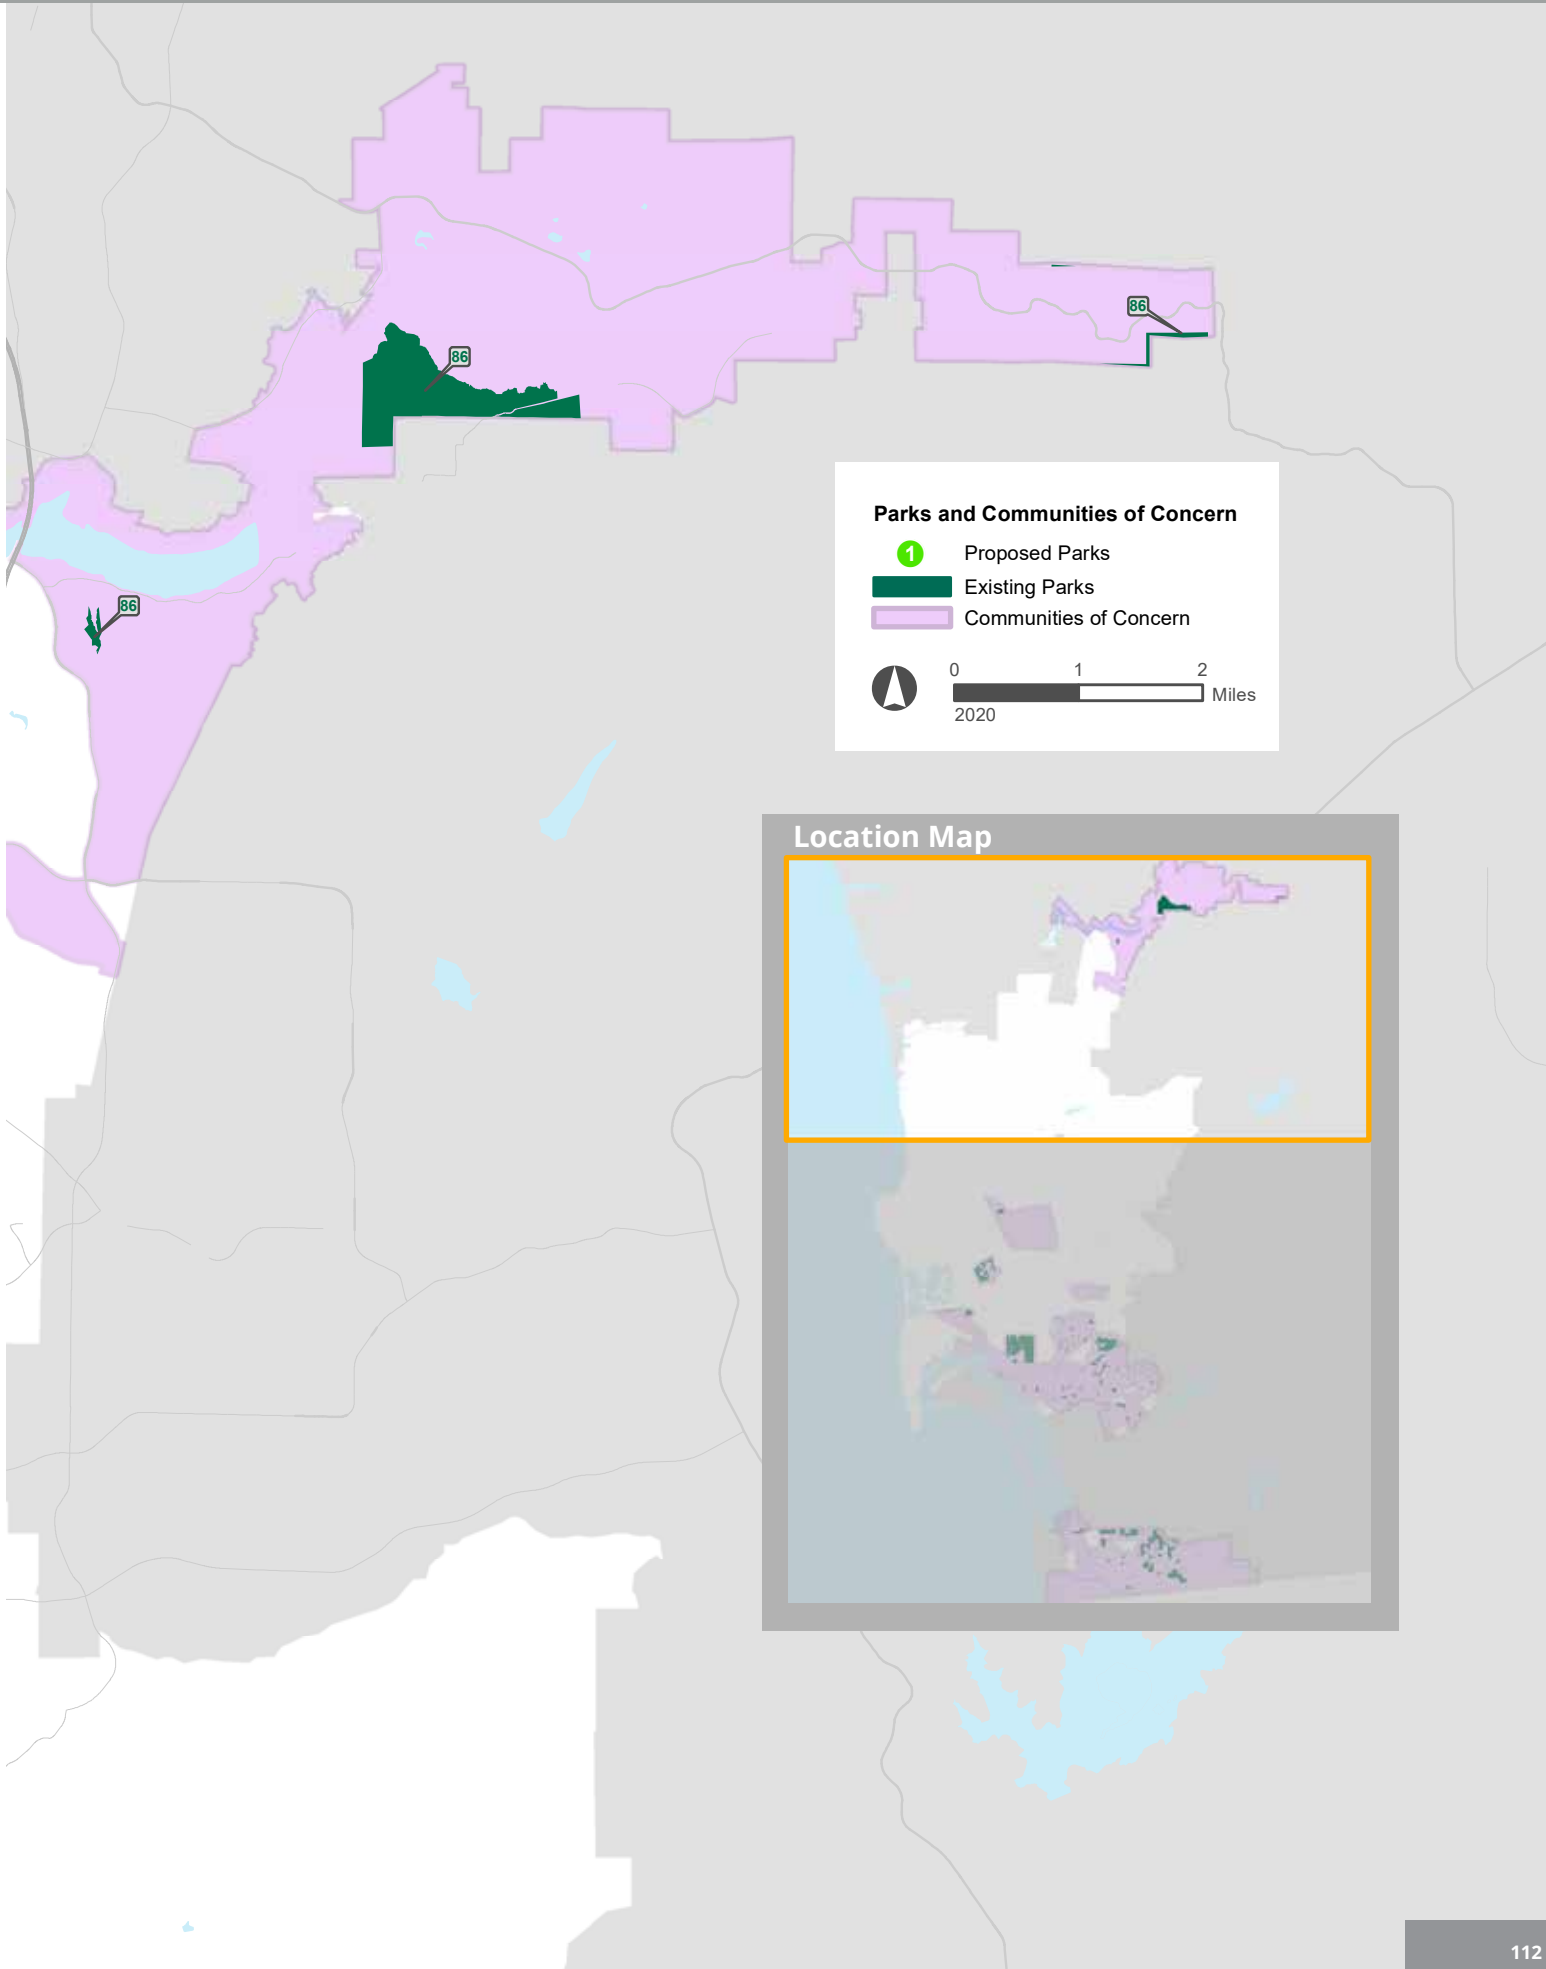 86
86
86
Parks and Communities of Concern
1 Proposed Parks
Existing Parks
Communities of Concern
0 1 2
Miles
2020
Location Map
112